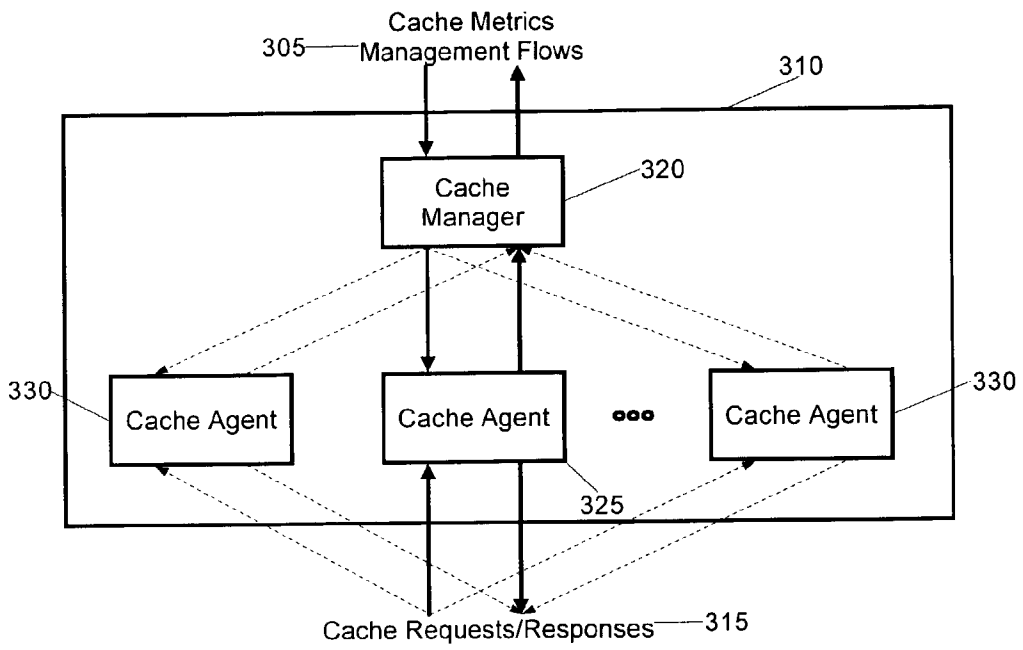 Cache Metrics
305 Management Flows
310
Cache
Manager
320
330
Cache Agent
Cache Agent
ooo
Cache Agent
330
325
Cache Requests/Responses 315